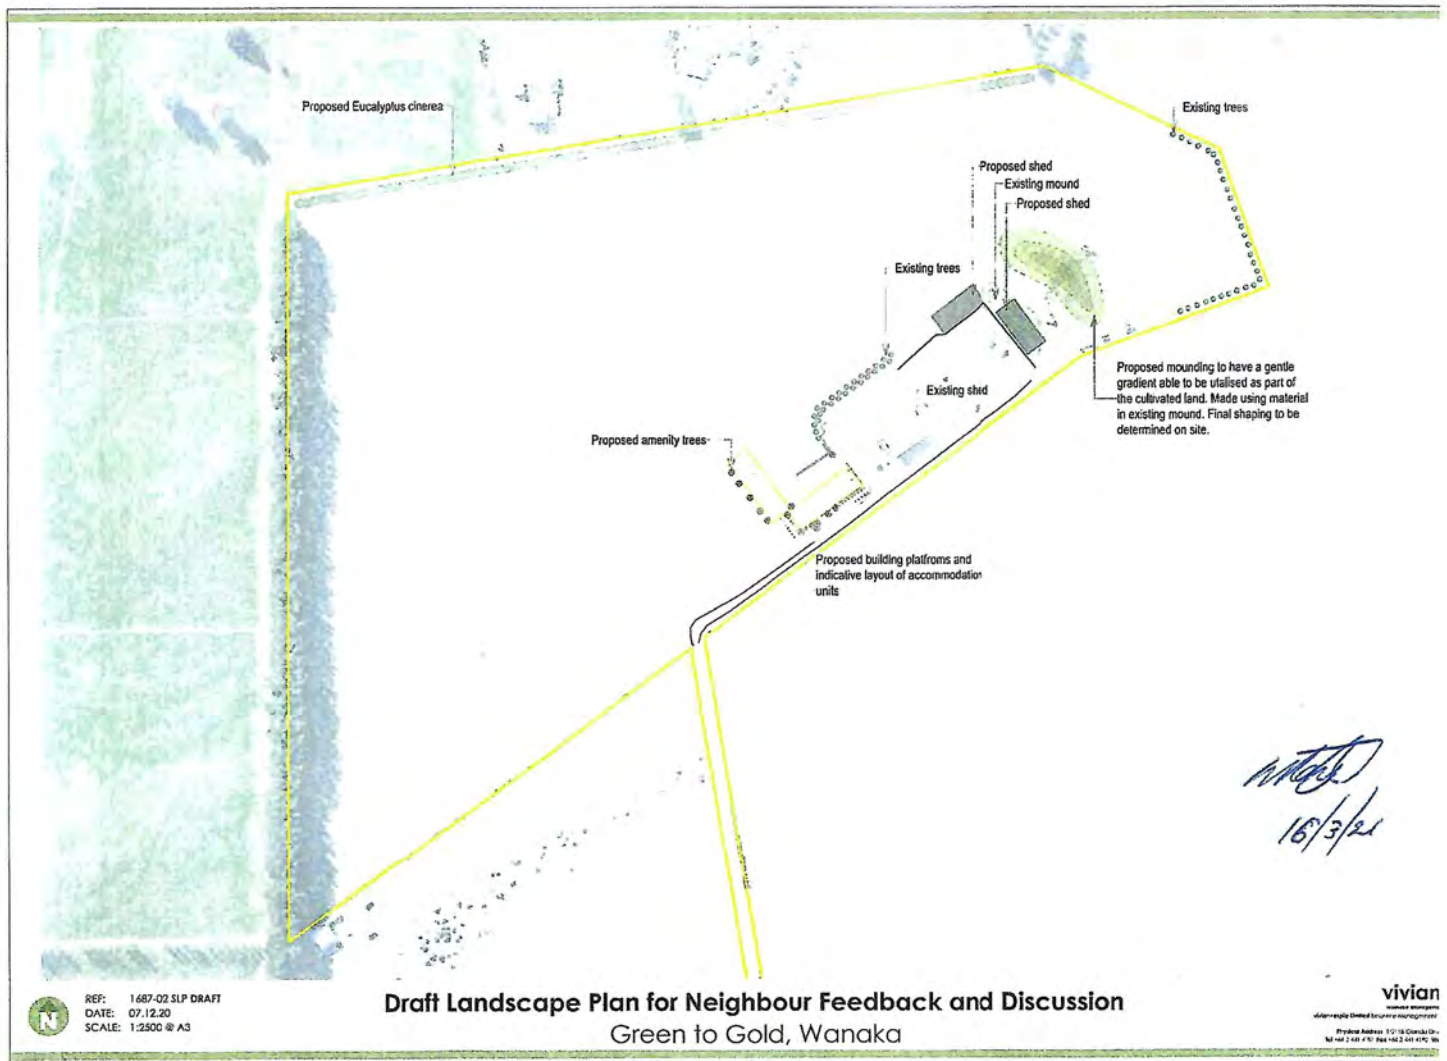 Proposed Eucalyptus cinerea
Existing trees
Proposed shed
Existing mound
Proposed shed
Existing trees
Existing shed
Proposed mounding to have a gentle
gradient able to be utalised as part of
the cultivated land. Made using material
in existing mound. Final shaping to be
determined on site.
Proposed amenity trees
Proposed building platfroms and
indicative layout of accommodation
units
16/3/21
N
REF: 1687-02 SLP DRAFT
DATE: 07.12.20
SCALE: 1:2500 @ A3
Draft Landscape Plan for Neighbour Feedback and Discussion
Green to Gold, Wanaka
vivian